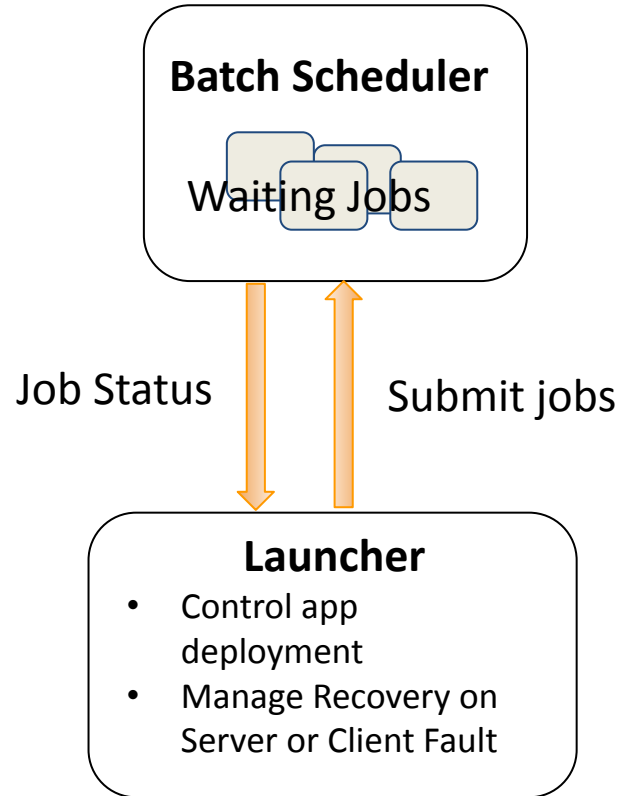 Batch Scheduler
Waiting Jobs
Job Status
Submit jobs
Launcher
• Control app
deployment
• Manage Recovery on
Server or Client Fault